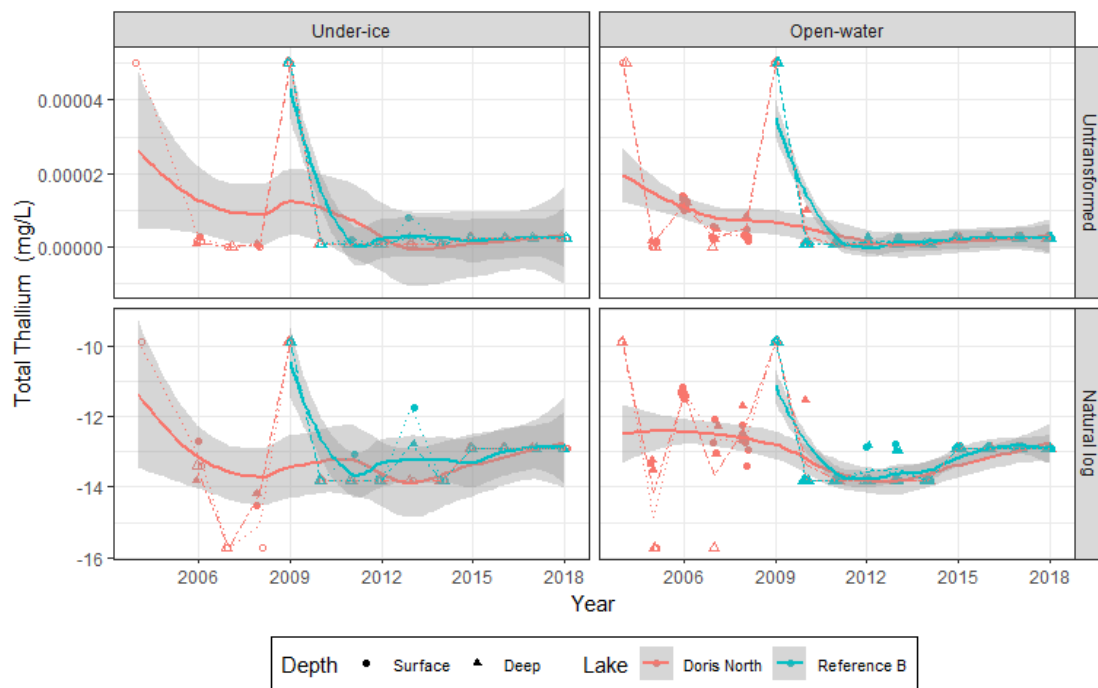 Under-ice Open-water
0.00004
0.00002
0.00000
Untransformed
Total Thallium (mg/L)
-10
-12
-14
-16
Natural log
2006 2009 2012 2015 2018 2006 2009 2012 2015 2018
Year
Depth Surface Deep Lake Doris North Reference B